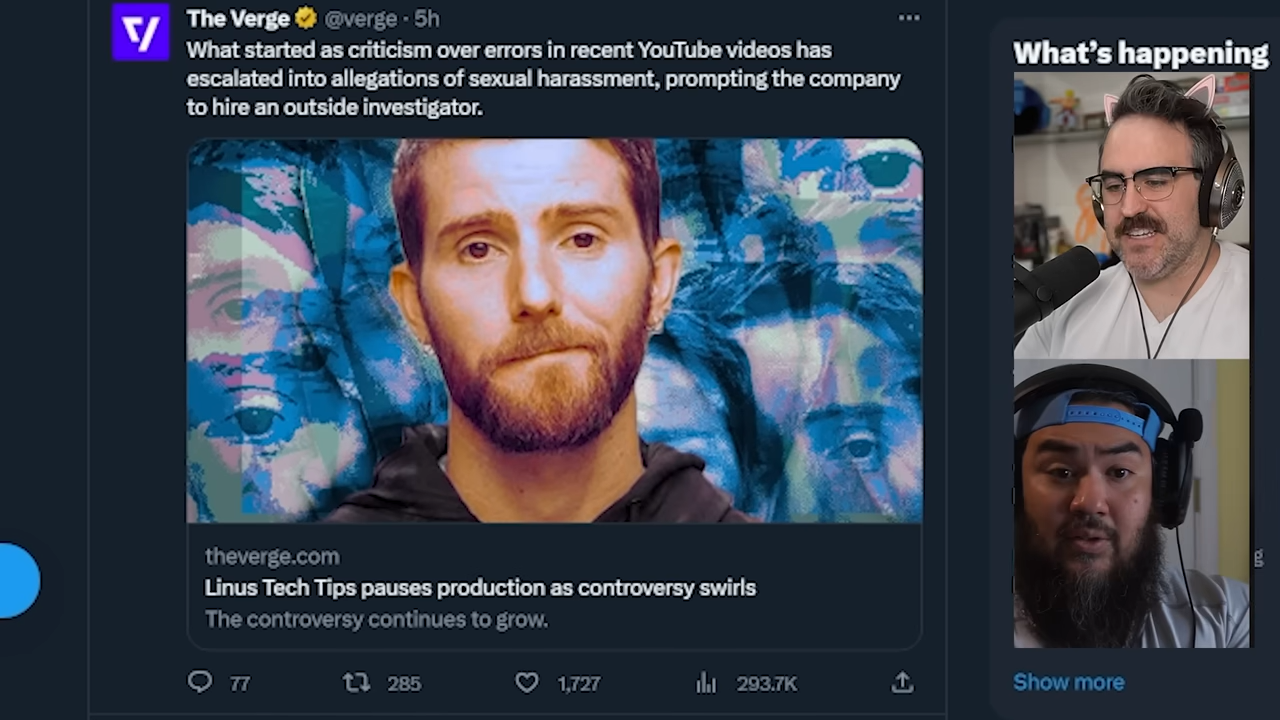 The Verge @verge · 5h
What started as criticism over errors in recent YouTube videos has
escalated into allegations of sexual harassment, prompting the company
to hire an outside investigator.
theverge.com
Linus Tech Tips pauses production as controversy swirls
The controversy continues to grow.
77 285 1,727 293.7K
What's happening
g
Show more